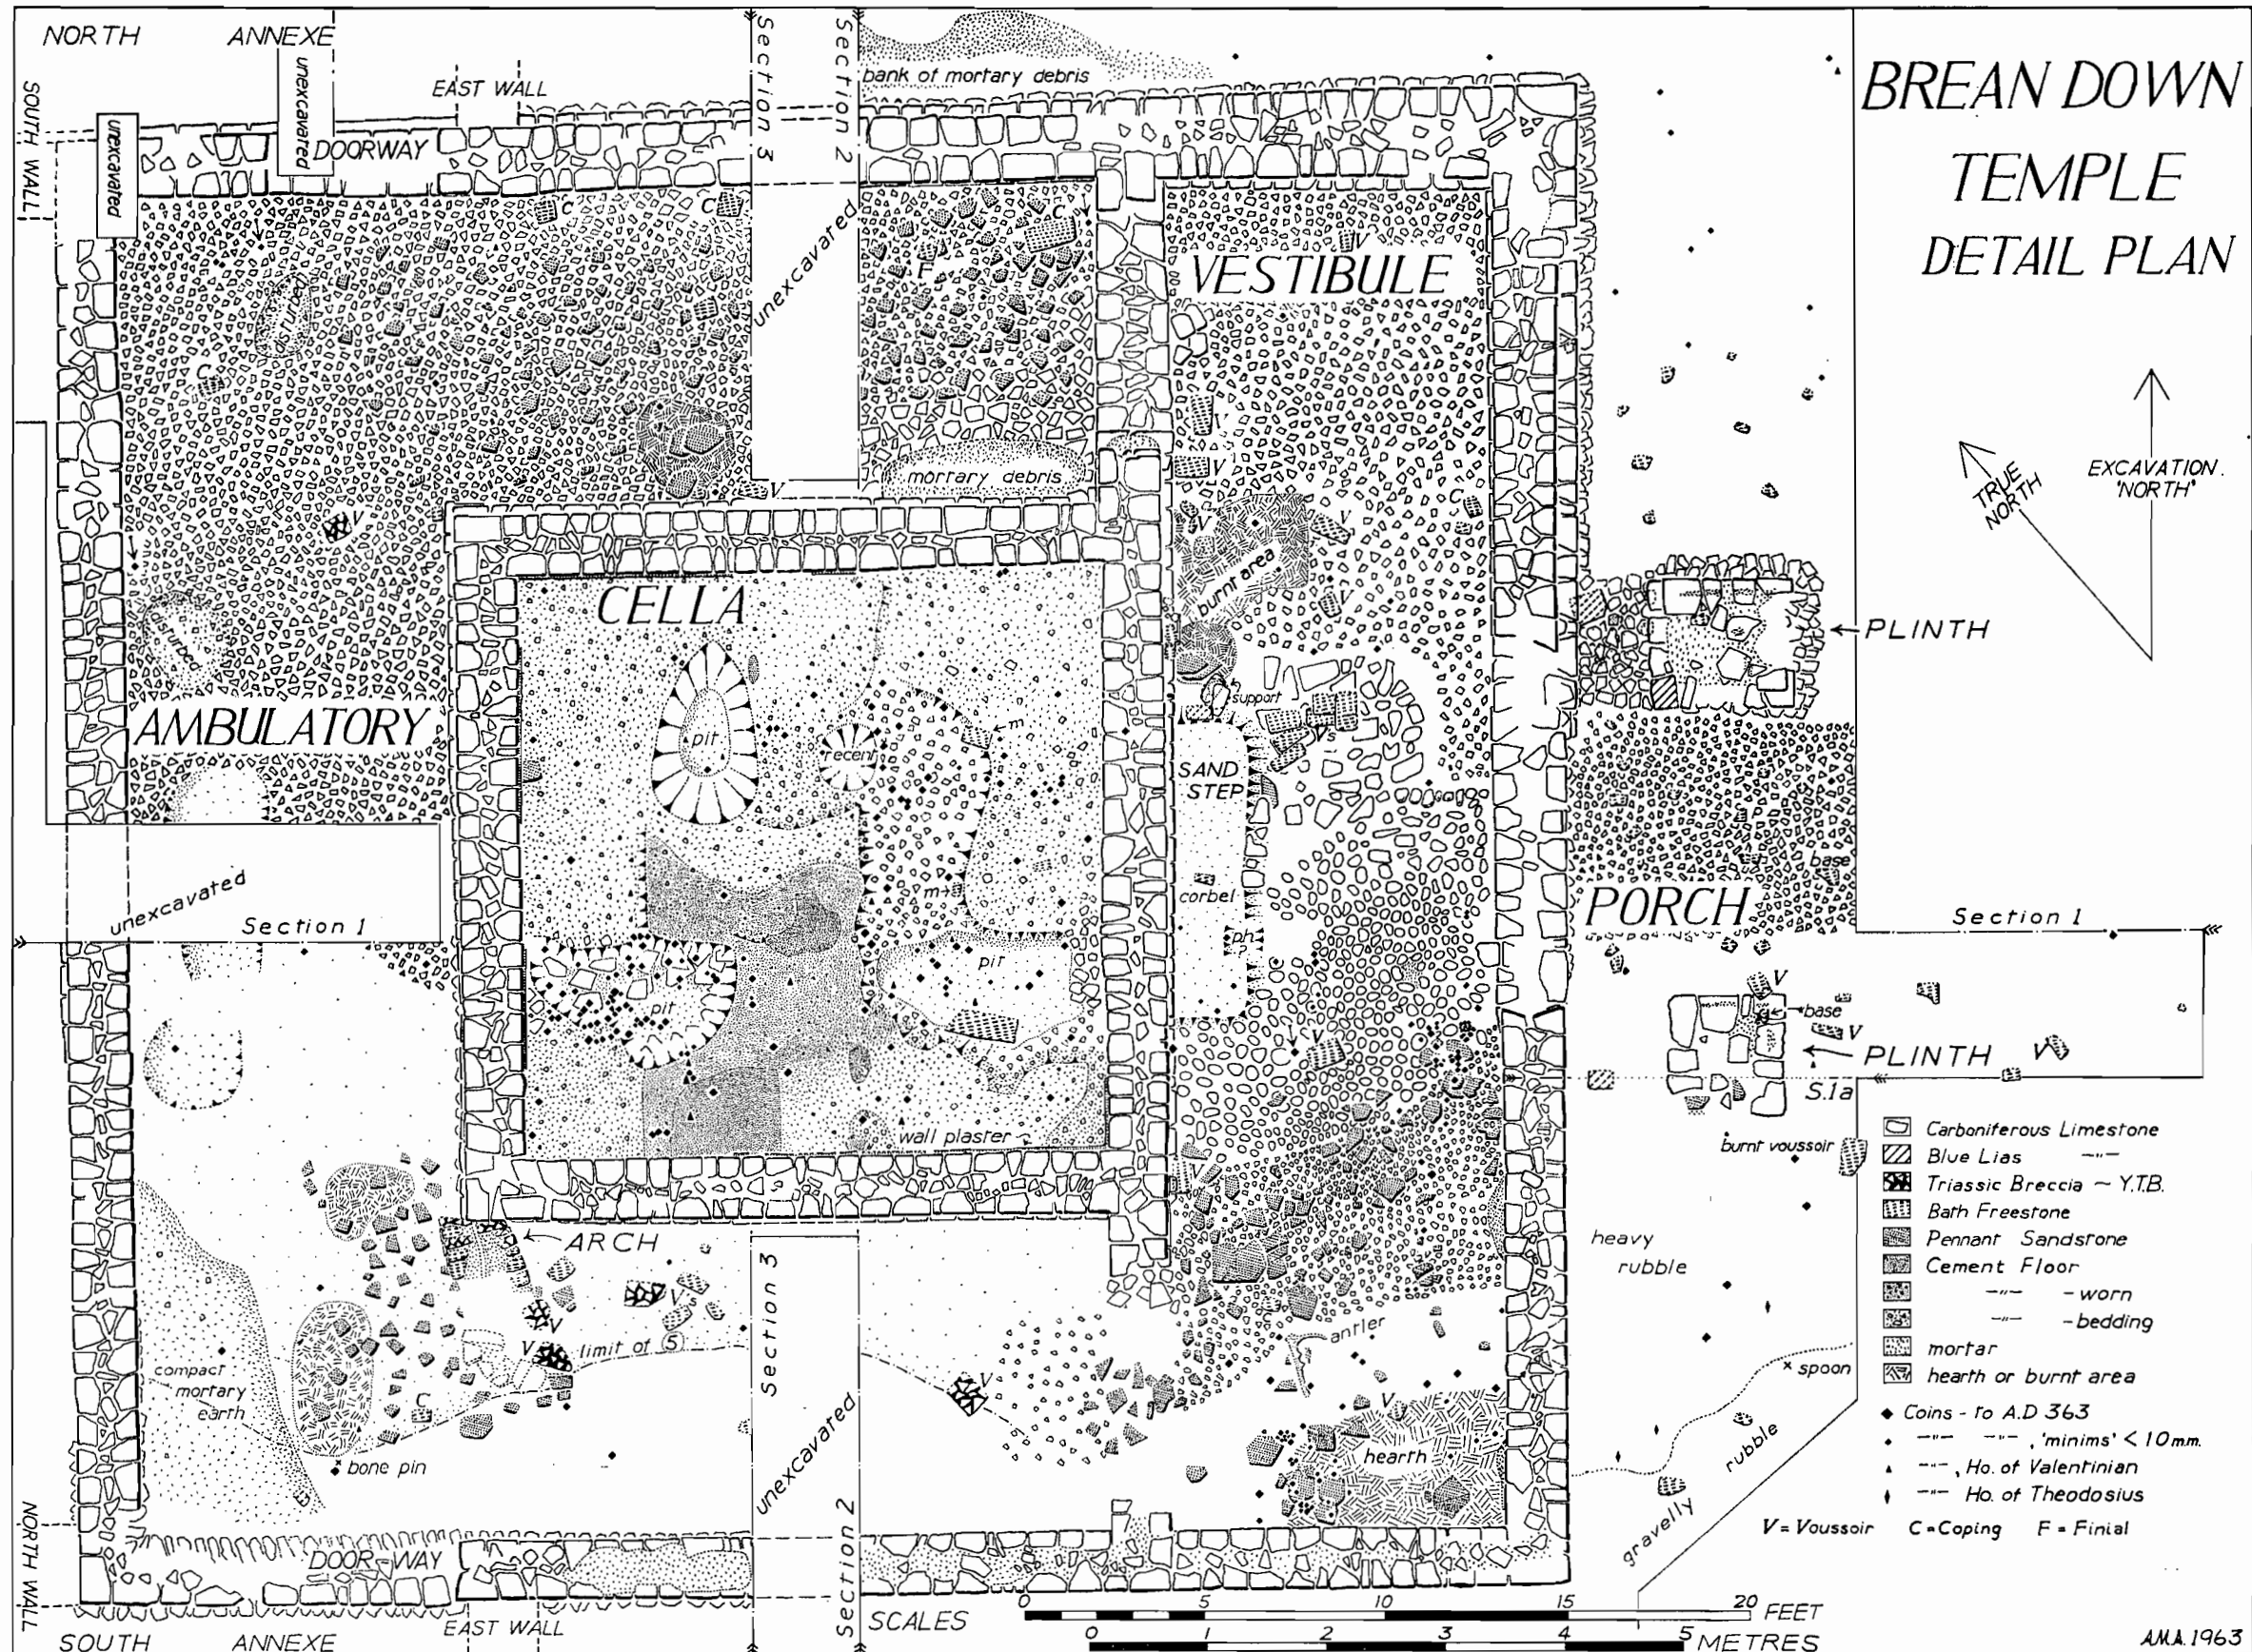 NORTH ANNEXE
SOUTH WALL
unexcavated
unexcavated
DOORWAY
EAST WALL
Section 3
Section 2
bank of mortary debris
BREAN DOWN
TEMPLE
DETAIL PLAN
C
C
C
F
V
unexcavated
VESTIBULE
disturbed
C
V
V
mortary debris
V
V
C
V
V
V
burnt area
TRUE
NORTH
EXCAVATION.
'NORTH'
CELLA
disturbed
PLINTH
AMBULATORY
pit
recent
m
support
Vs
SAND
STEP
base
unexcavated
Section 1
m
corbel
PORCH
Section 1
ph
?
pit
pit
V
base
V
V
PLINTH
V
S.1a
wall plaster
burnt voussoir
V
ARCH
Vs
V
V
limit of (5)
Section 3
antler
heavy
rubble
compact
mortary
earth
C
V
V
spoon
hearth
bone pin
rubble
gravelly
unexcavated
Section 2
NORTH WALL
DOOR-WAY
EAST WALL
SOUTH ANNEXE
Carboniferous Limestone
Blue Lias -"-
Triassic Breccia ~ Y.T.B.
Bath Freestone
Pennant Sandstone
Cement Floor
-"- - worn
-"- - bedding
mortar
hearth or burnt area
Coins - to A.D 363
-"- -"- , 'minims' < 10mm.
-"- , Ho. of Valentinian
-"- Ho. of Theodosius
V = Voussoir C = Coping F = Finial
SCALES
0 5 10 15 20 FEET
0 1 2 3 4 5 METRES
A.M.A. 1963